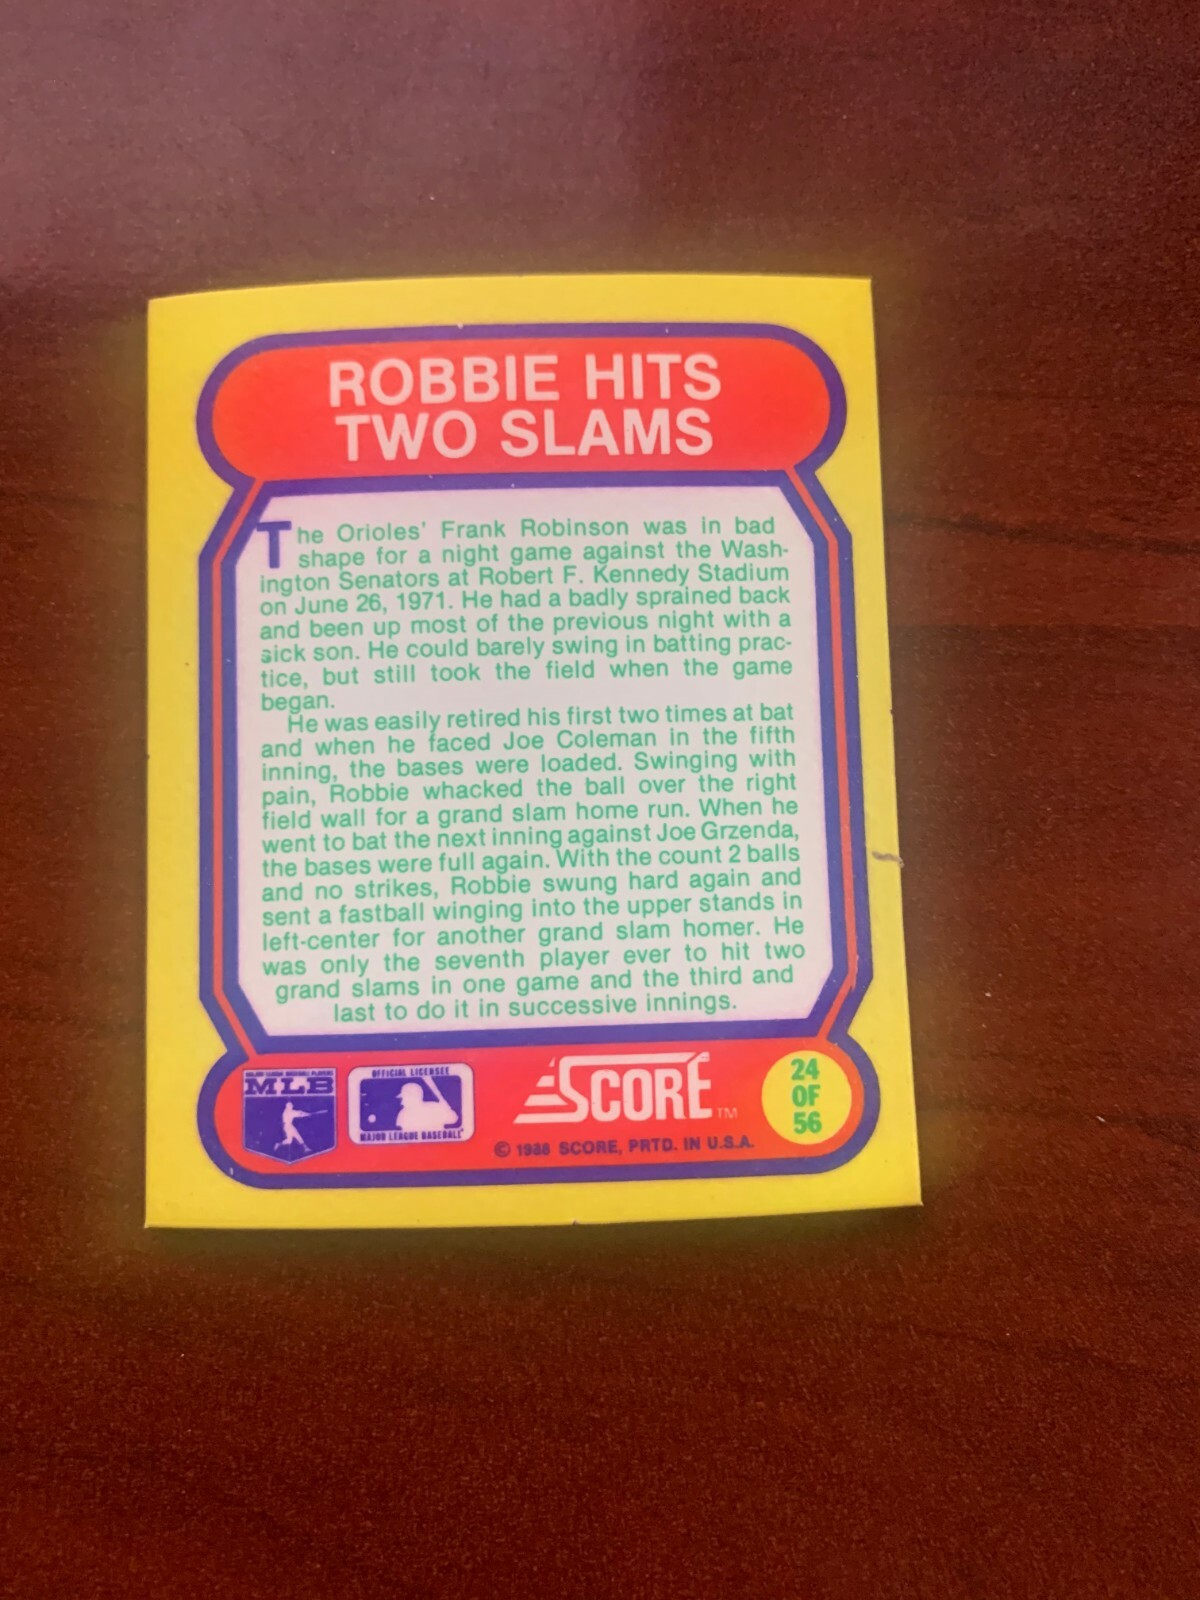 ROBBIE HITS
TWO SLAMS
The Orioles' Frank Robinson was in bad
shape for a night game against the Wash-
ington Senators at Robert F. Kennedy Stadium
on June 26, 1971. He had a badly sprained back
and been up most of the previous night with a
sick son. He could barely swing in batting prac-
tice, but still took the field when the game
began.
He was easily retired his first two times at bat
and when he faced Joe Coleman in the fifth
inning, the bases were loaded. Swinging with
pain, Robbie whacked the ball over the right
field wall for a grand slam home run. When he
went to bat the next inning against Joe Grzenda,
the bases were full again. With the count 2 balls
and no strikes, Robbie swung hard again and
sent a fastball winging into the upper stands in
left-center for another grand slam homer. He
was only the seventh player ever to hit two
grand slams in one game and the third and
last to do it in successive innings.
MAJOR LEAGUE BASEBALL PLAYERS
MLB
OFFICIAL LICENSEE
MAJOR LEAGUE BASEBALL
SCORE™
© 1988 SCORE, PRTD. IN U.S.A.
24
OF
56